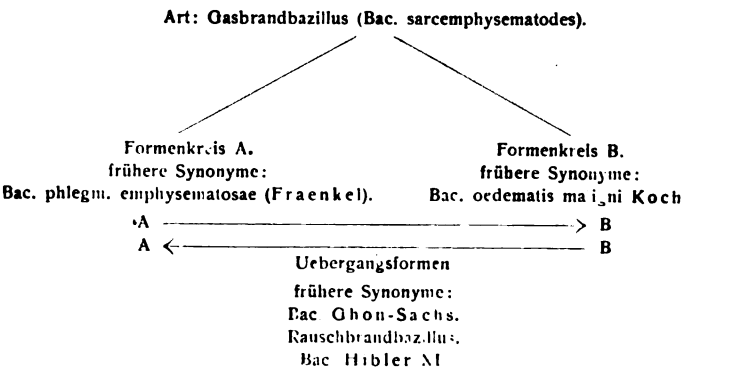 Art: Gasbrandbazillus (Bac. sarcemphysematodes).
Formenkreis A.
frühere Synonyme:
Bac. phlegm. emphysematosae (Fraenkel).
Formenkreis B.
frühere Synonyme:
Bac. oedematis maligni Koch
A B
A B
Uebergangsformen
frühere Synonyme:
Bac Ghon-Sachs.
Rauschbrandbazillus.
Bac Hibler